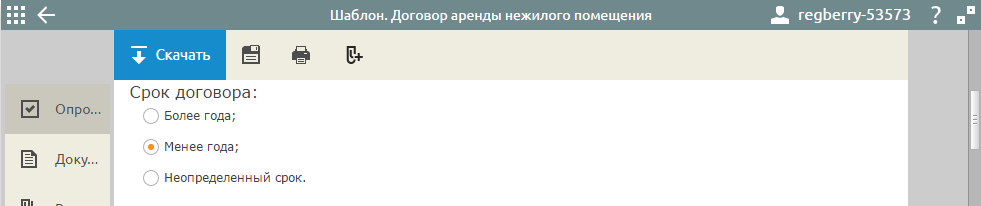 Шаблон. Договор аренды нежилого помещения
regberry-53573
?
Скачать
Срок договора:
Более года;
Опро...
Менее года;
Доку...
Неопределенный срок.